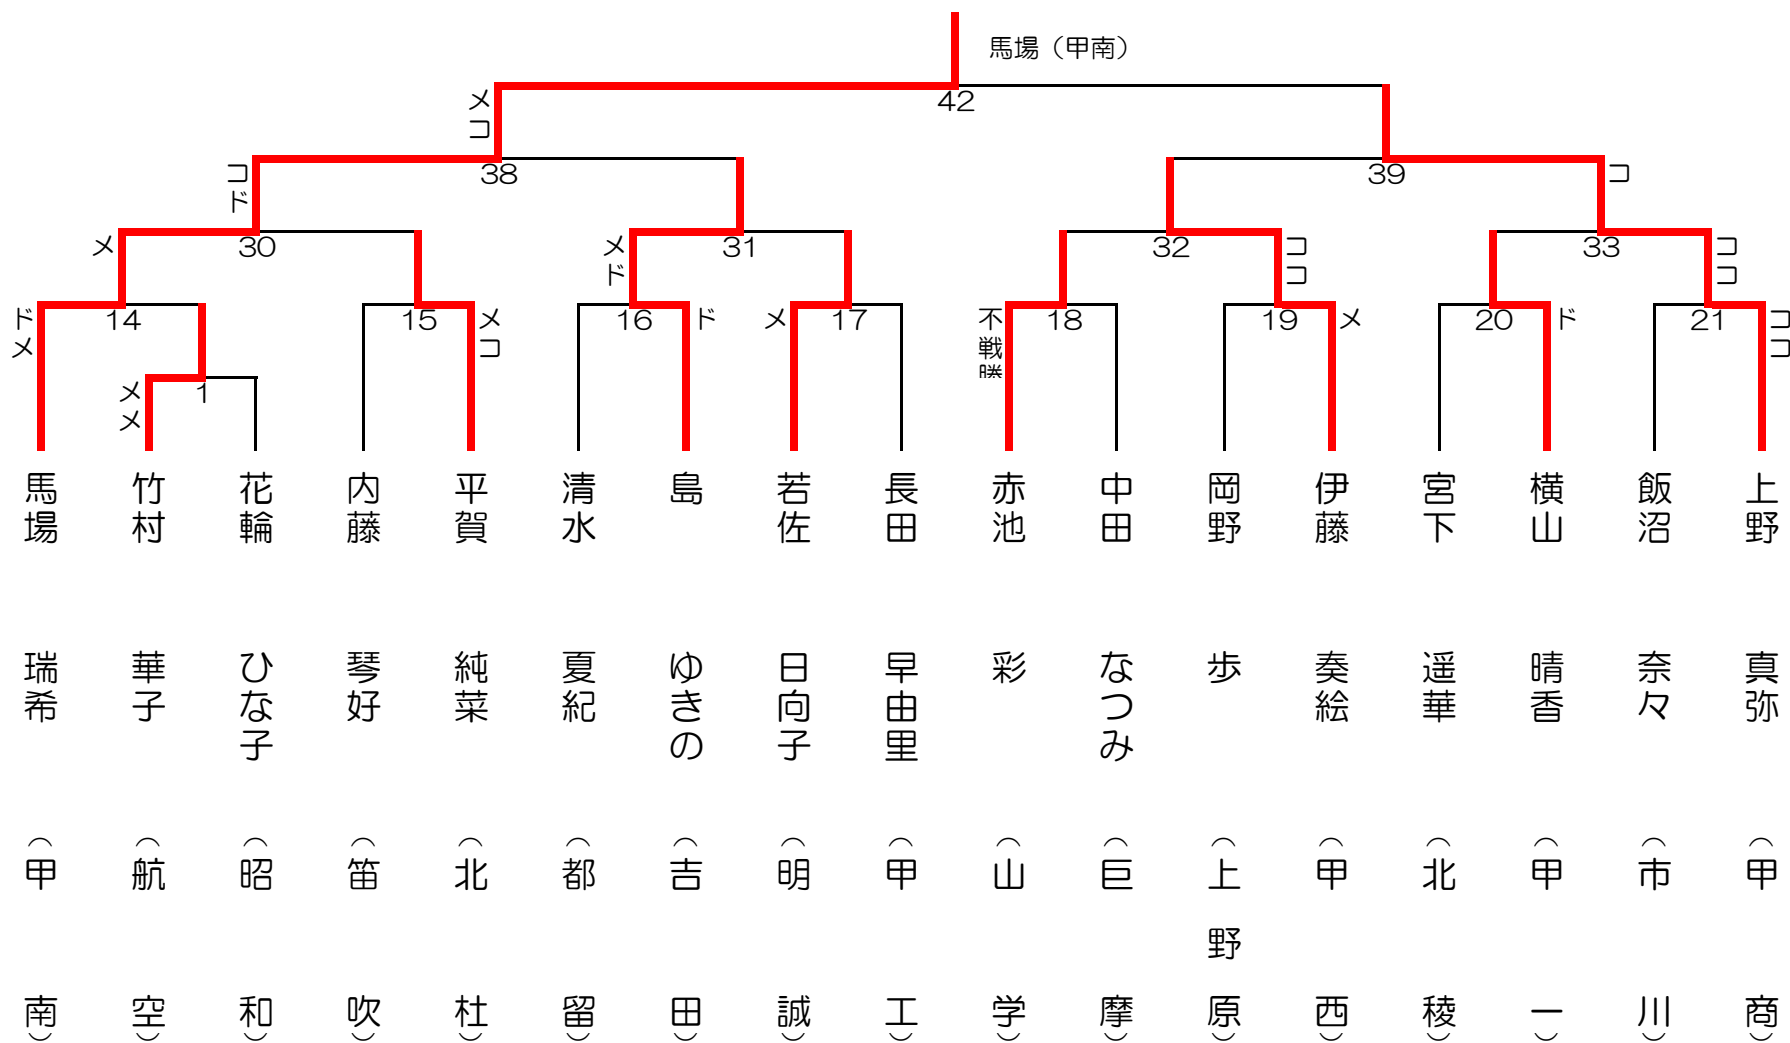 馬場（甲南）
42
メコ
38
39
コド
コ
30
31
32
33
メ
メド
ココ
ココ
14
15
16
17
18
19
20
21
ドメ
メコ
ド
メ
不戦勝
メ
ド
ココ
1
メメ
馬場 瑞希（甲南）
竹村 華子（航空）
花輪 ひな子（昭和）
内藤 琴好（笛吹）
平賀 純菜（北杜）
清水 夏紀（都留）
島 ゆきの（吉田）
若佐 日向子（明誠）
長田 早由里（甲工）
赤池 彩（山学）
中田 なつみ（巨摩）
岡野 歩（上野原）
伊藤 奏絵（甲西）
宮下 遥華（北稜）
横山 晴香（甲一）
飯沼 奈々（市川）
上野 真弥（甲商）